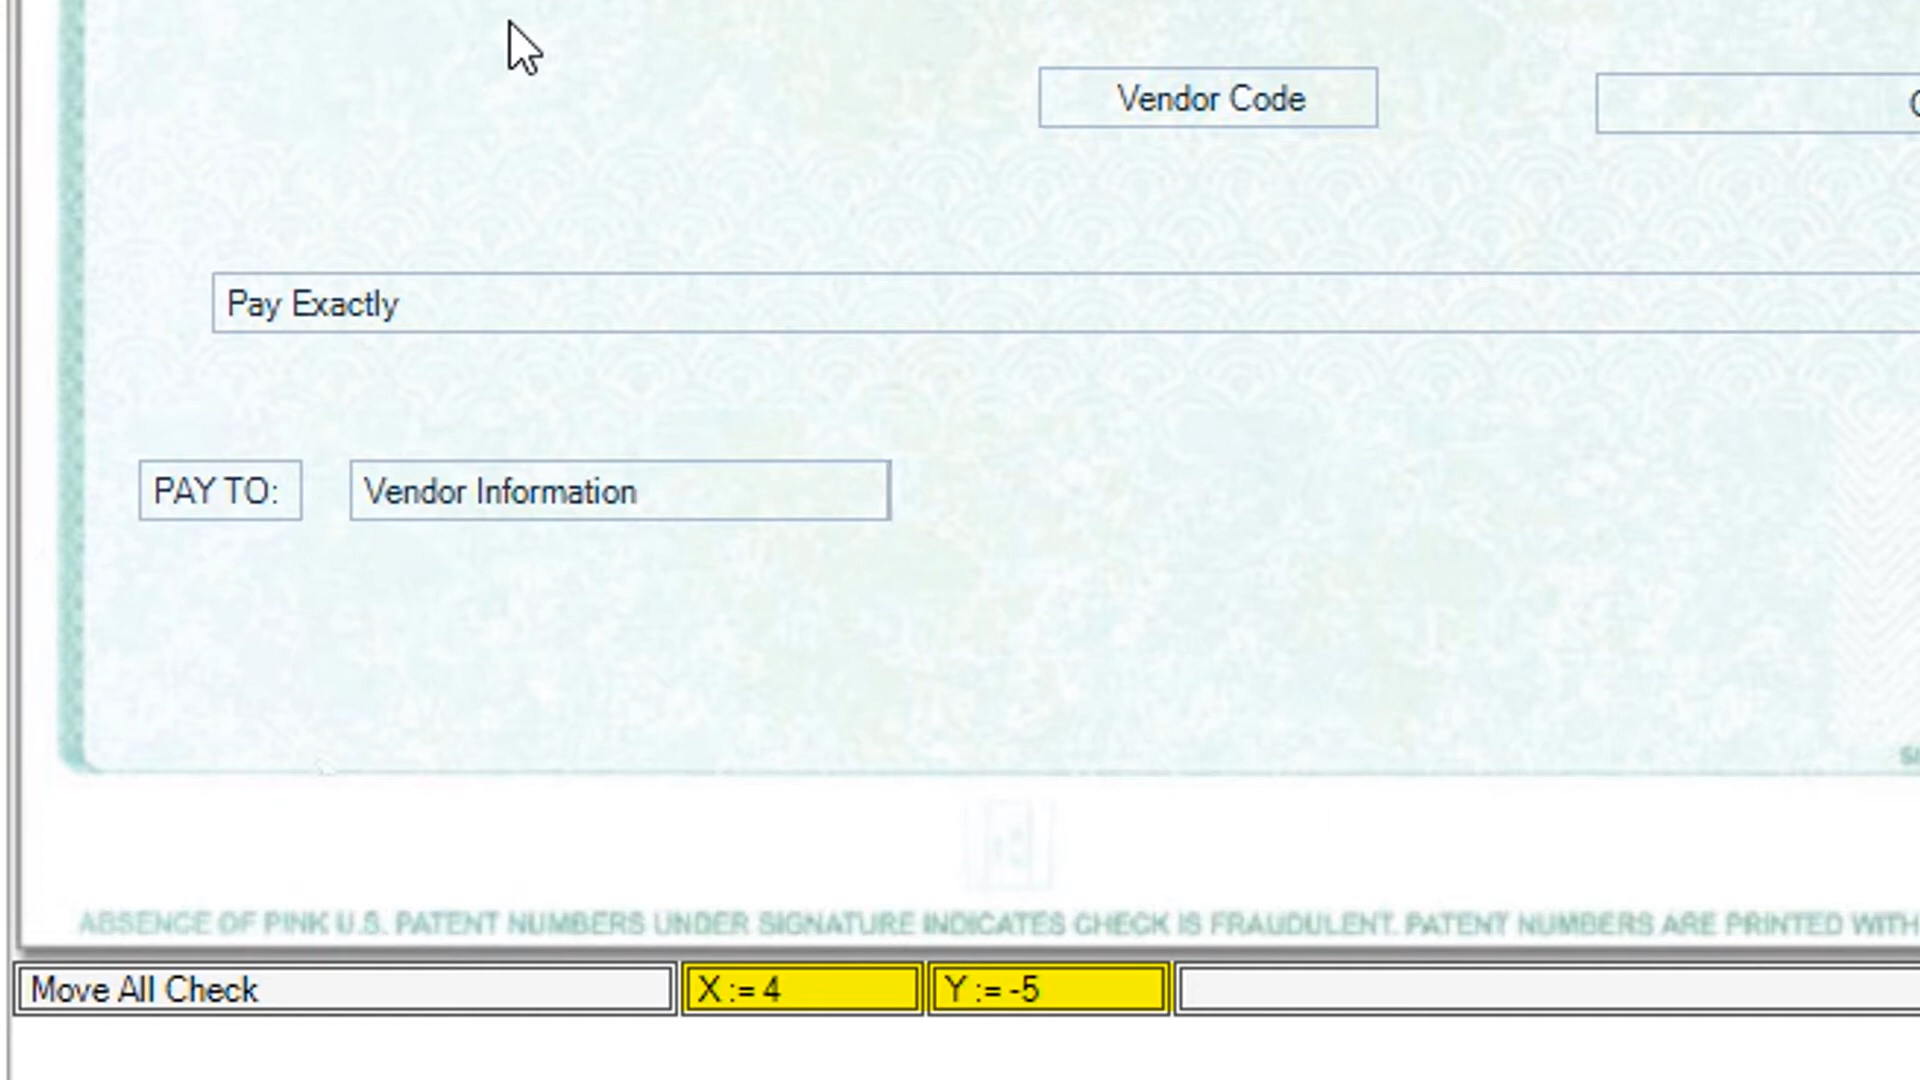 Vendor Code
Pay Exactly
PAY TO: Vendor Information
ABSENCE OF PINK U.S. PATENT NUMBERS UNDER SIGNATURE INDICATES CHECK IS FRAUDULENT. PATENT NUMBERS ARE PRINTED WITH
Move All Check X := 4 Y := -5